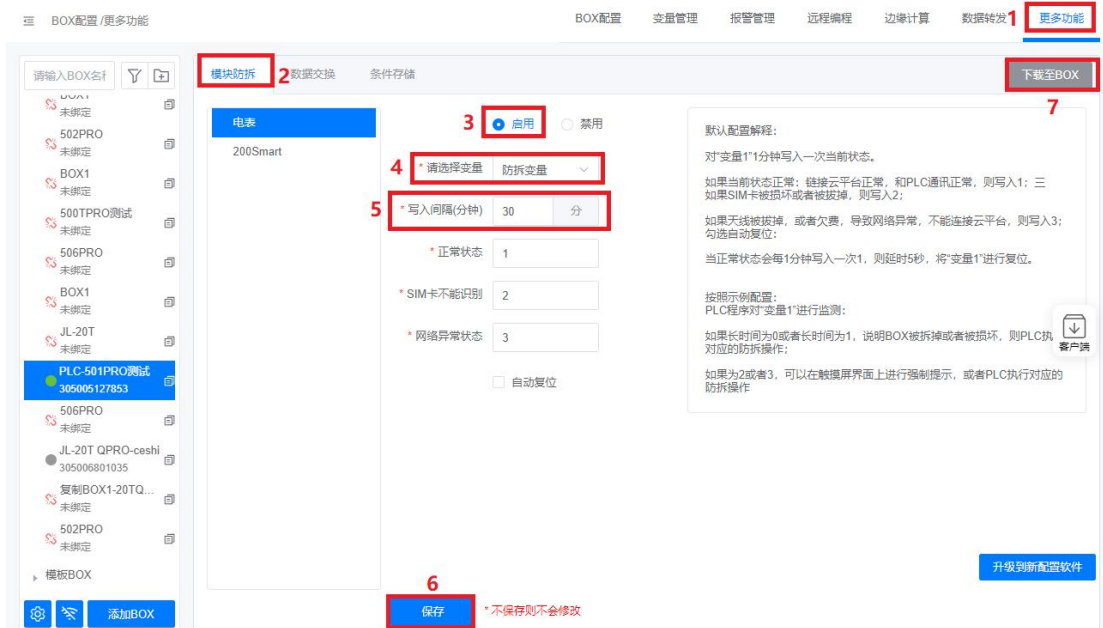 BOX配置 /更多功能
BOX配置
变量管理
报警管理
远程编程
边缘计算
数据转发
1
更多功能
请输入BOX名称
未绑定
502PRO
未绑定
BOX1
未绑定
500TPRO测试
未绑定
506PRO
未绑定
BOX1
未绑定
JL-20T
未绑定
PLC-501PRO测试
305005127853
506PRO
未绑定
JL-20T QPRO-ceshi
305006801035
复制BOX1-20TQ...
未绑定
502PRO
未绑定
模板BOX
添加BOX
模块防拆
2
数据交换
条件存储
下载至BOX
7
电表
200Smart
3
启用
禁用
4
* 请选择变量
防拆变量
5
* 写入间隔(分钟)
30
分
* 正常状态
1
* SIM卡不能识别
2
* 网络异常状态
3
自动复位
默认配置解释:
对“变量1”1分钟写入一次当前状态。
如果当前状态正常: 链接云平台正常, 和PLC通讯正常, 则写入1; 三
如果SIM卡被损坏或者被拔掉, 则写入2;
如果天线被拔掉, 或者欠费, 导致网络异常, 不能连接云平台, 则写入3;
勾选自动复位:
当正常状态会每1分钟写入一次1, 则延时5秒, 将“变量1”进行复位。
按照示例配置:
PLC程序对“变量1”进行监测:
如果长时间为0或者长时间为1, 说明BOX被拆掉或者被损坏, 则PLC执
对应的防拆操作;
如果为2或者3, 可以在触摸屏界面上进行强制提示, 或者PLC执行对应的
防拆操作
客户端
升级到新配置软件
6
保存
* 不保存则不会修改